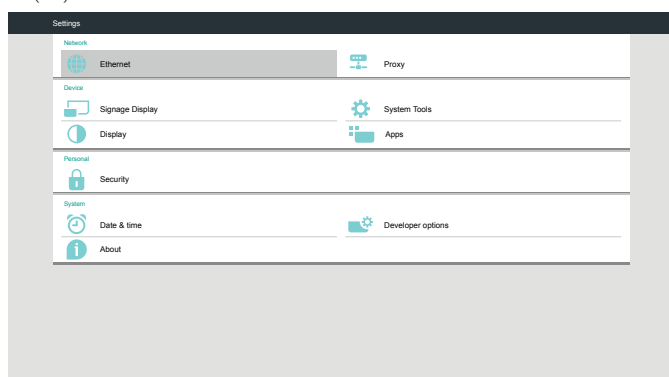 Settings
Network
Ethernet
Proxy
Device
Signage Display
System Tools
Display
Apps
Personal
Security
System
Date & time
Developer options
About